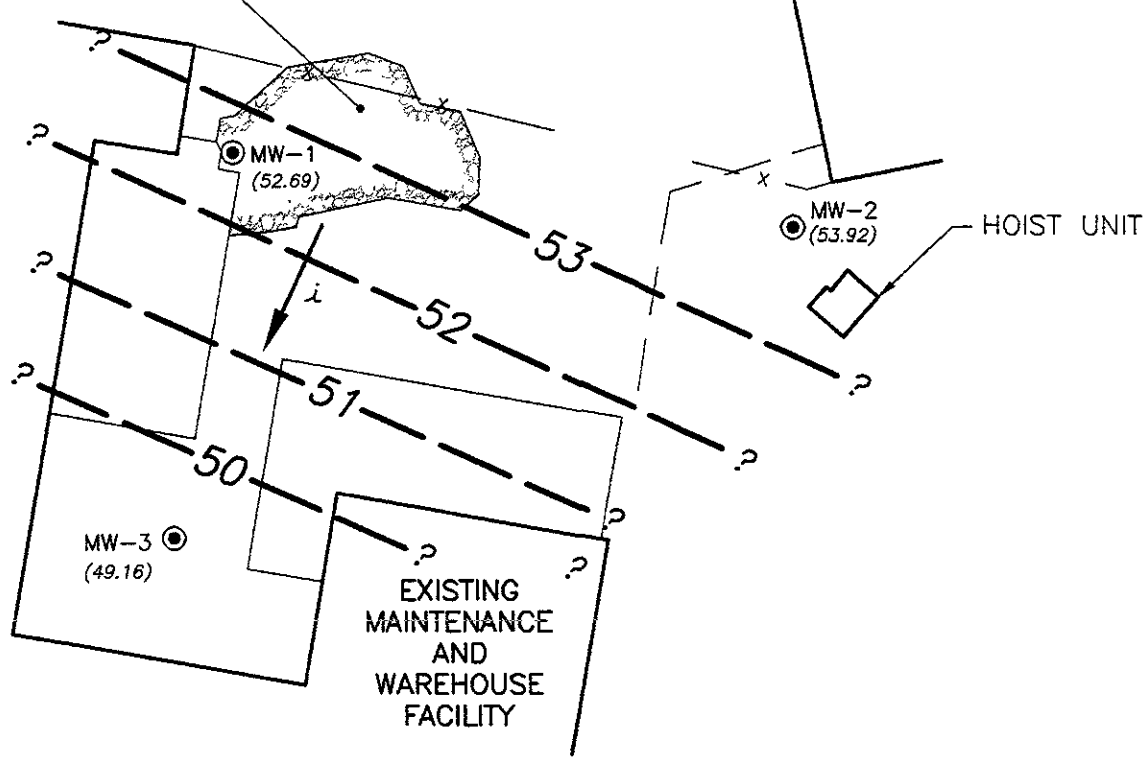 ?
?
MW-1
(52.69)
MW-2
(53.92)
HOIST UNIT
53
?
i
52
?
51
?
?
50
?
?
MW-3
(49.16)
?
?
EXISTING
MAINTENANCE
AND
WAREHOUSE
FACILITY
x
x
x